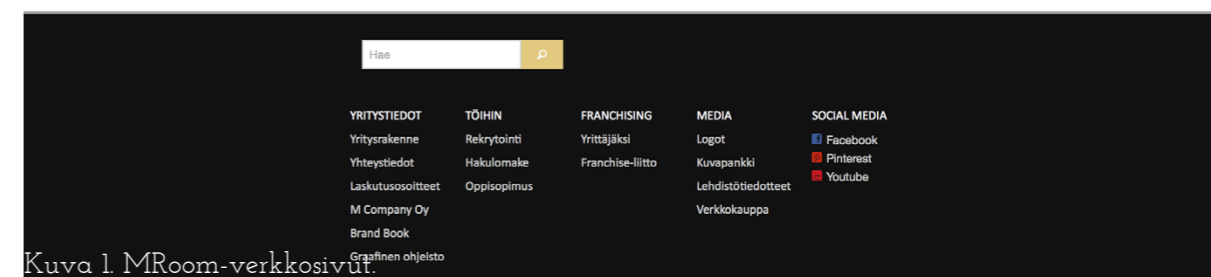 Hae
YRITYSTIEDOT
Yritysrakenne
Yhteystiedot
Laskutusosoitteet
M Company Oy
Brand Book
Graafinen ohjeisto
TÖIHIN
Rekrytointi
Hakulomake
Oppisopimus
FRANCHISING
Yrittäjäksi
Franchise-liitto
MEDIA
Logot
Kuvapankki
Lehdistötiedotteet
Verkkokauppa
SOCIAL MEDIA
Facebook
Pinterest
Youtube
Kuva 1. MRoom-verkkosivut.